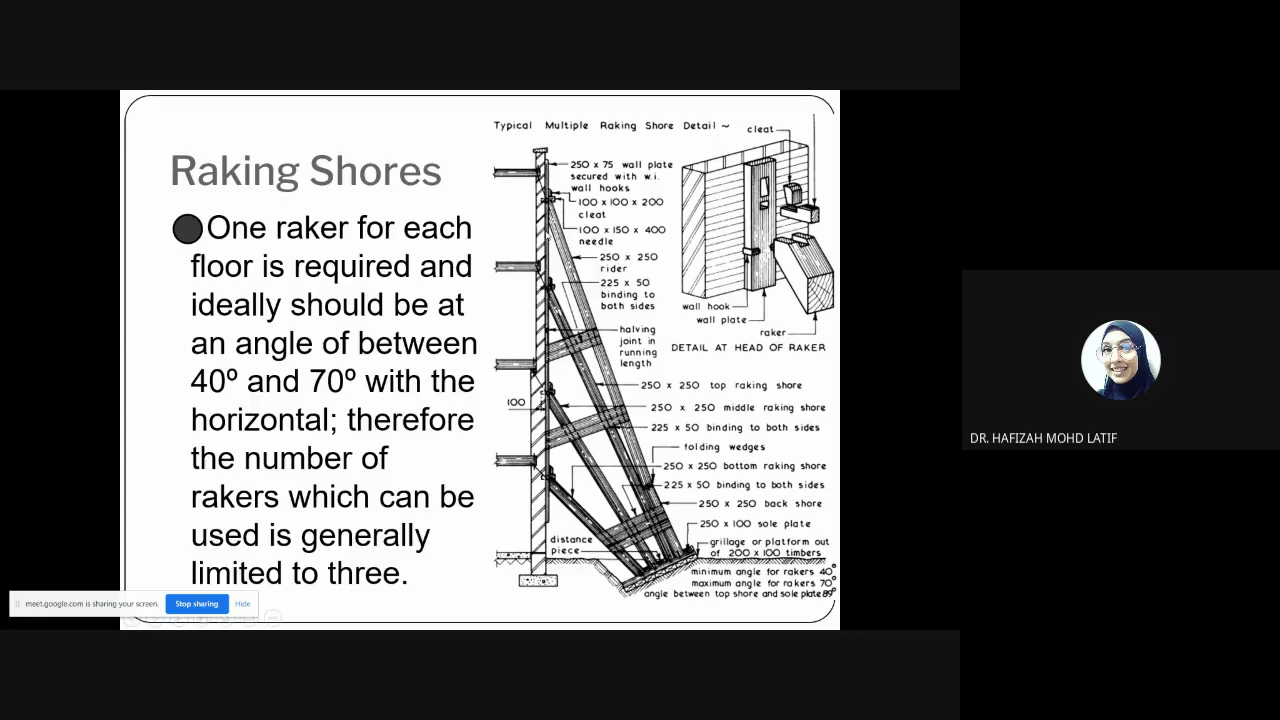 Raking Shores
One raker for each
floor is required and
ideally should be at
an angle of between
40º and 70º with the
horizontal; therefore
the number of
rakers which can be
used is generally
limited to three.
Typical Multiple Raking Shore Detail ~
cleat
250 x 75 wall plate
secured with w.i.
wall hooks
100 x 100 x 200
cleat
100 x 150 x 400
needle
250 x 250
rider
225 x 50
binding to
both sides
halving
joint in
running
length
wall hook
wall plate
raker
DETAIL AT HEAD OF RAKER
250 x 250 top raking shore
100
250 x 250 middle raking shore
225 x 50 binding to both sides
folding wedges
250 x 250 bottom raking shore
225 x 50 binding to both sides
250 x 250 back shore
250 x 100 sole plate
distance
piece
grillage or platform out
of 200 x 100 timbers
minimum angle for rakers 40°
maximum angle for rakers 70°
angle between top shore and sole plate 89°
meet.google.com is sharing your screen. Stop sharing Hide
DR. HAFIZAH MOHD LATIF